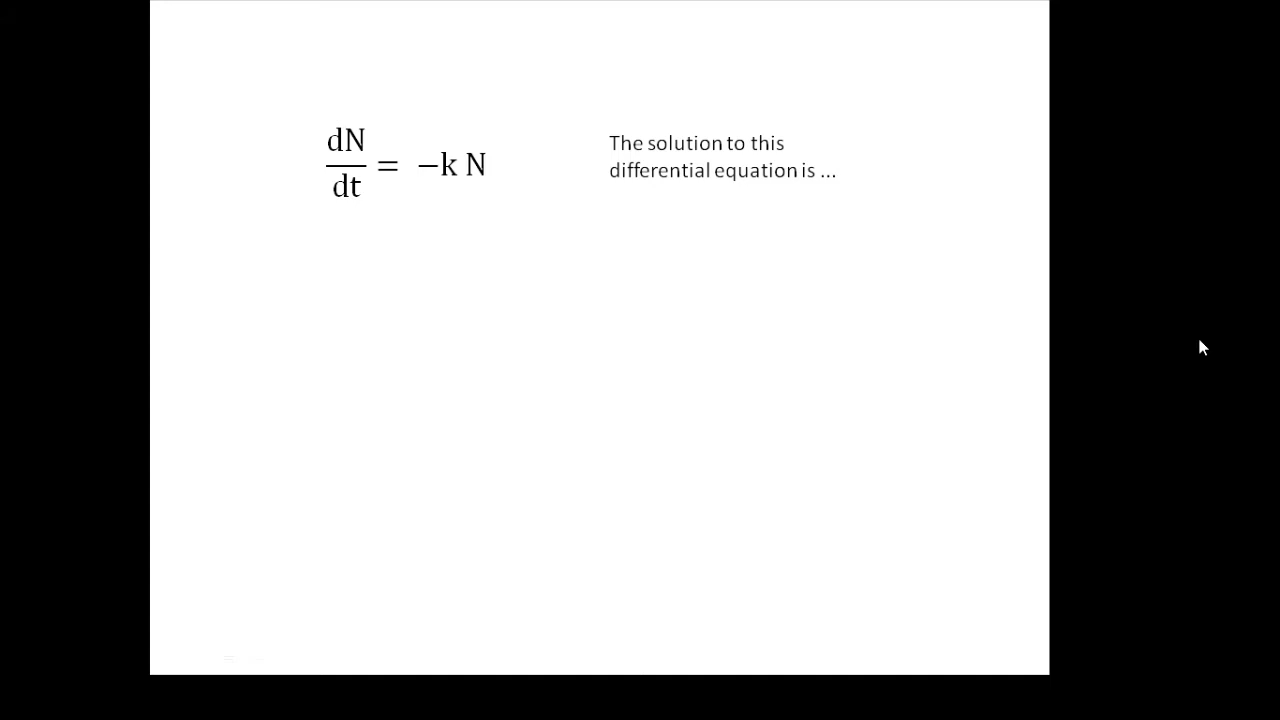 dN
dt
= −k N
The solution to this
differential equation is ...